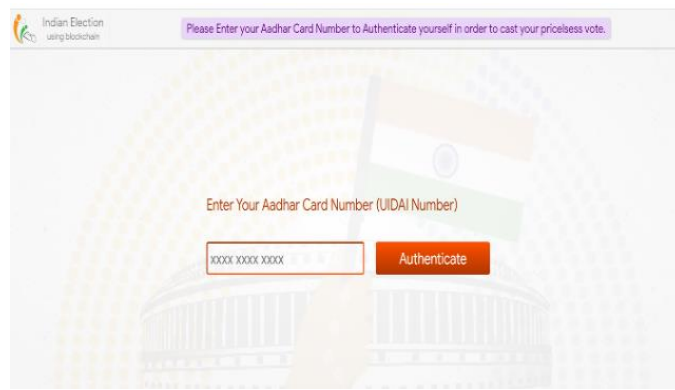 Indian Election
using blockchain
Please Enter your Aadhar Card Number to Authenticate yourself in order to cast your pricelsess vote.
Enter Your Aadhar Card Number (UIDAI Number)
xxxx xxxx xxxx
Authenticate